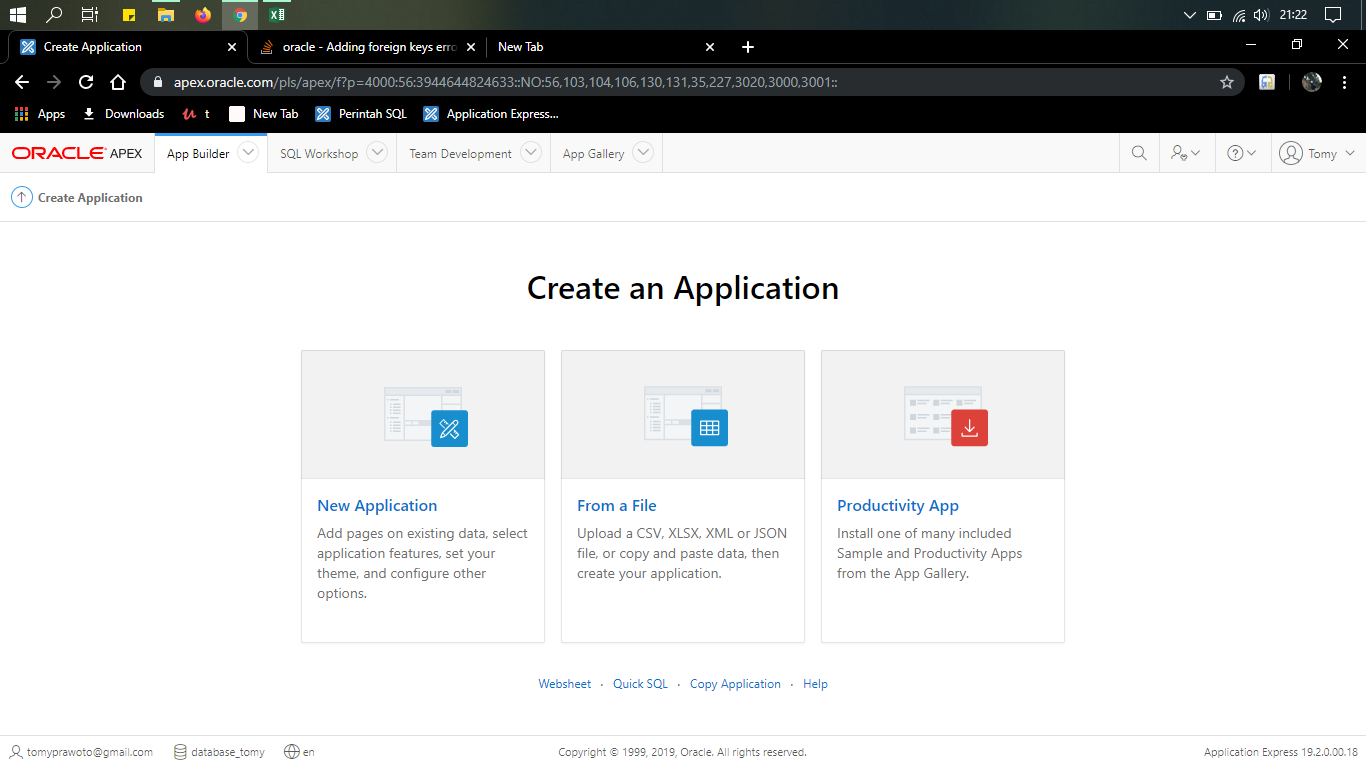 21:22
Create Application
oracle - Adding foreign keys erro
New Tab
apex.oracle.com/pls/apex/f?p=4000:56:3944644824633::NO:56,103,104,106,130,131,35,227,3020,3000,3001::
Apps
Downloads
t
New Tab
Perintah SQL
Application Express...
ORACLE APEX
App Builder
SQL Workshop
Team Development
App Gallery
Tomy
Create Application
Create an Application
New Application
Add pages on existing data, select
application features, set your
theme, and configure other
options.
From a File
Upload a CSV, XLSX, XML or JSON
file, or copy and paste data, then
create your application.
Productivity App
Install one of many included
Sample and Productivity Apps
from the App Gallery.
Websheet · Quick SQL · Copy Application · Help
tomyprawoto@gmail.com
database_tomy
en
Copyright © 1999, 2019, Oracle. All rights reserved.
Application Express 19.2.0.00.18